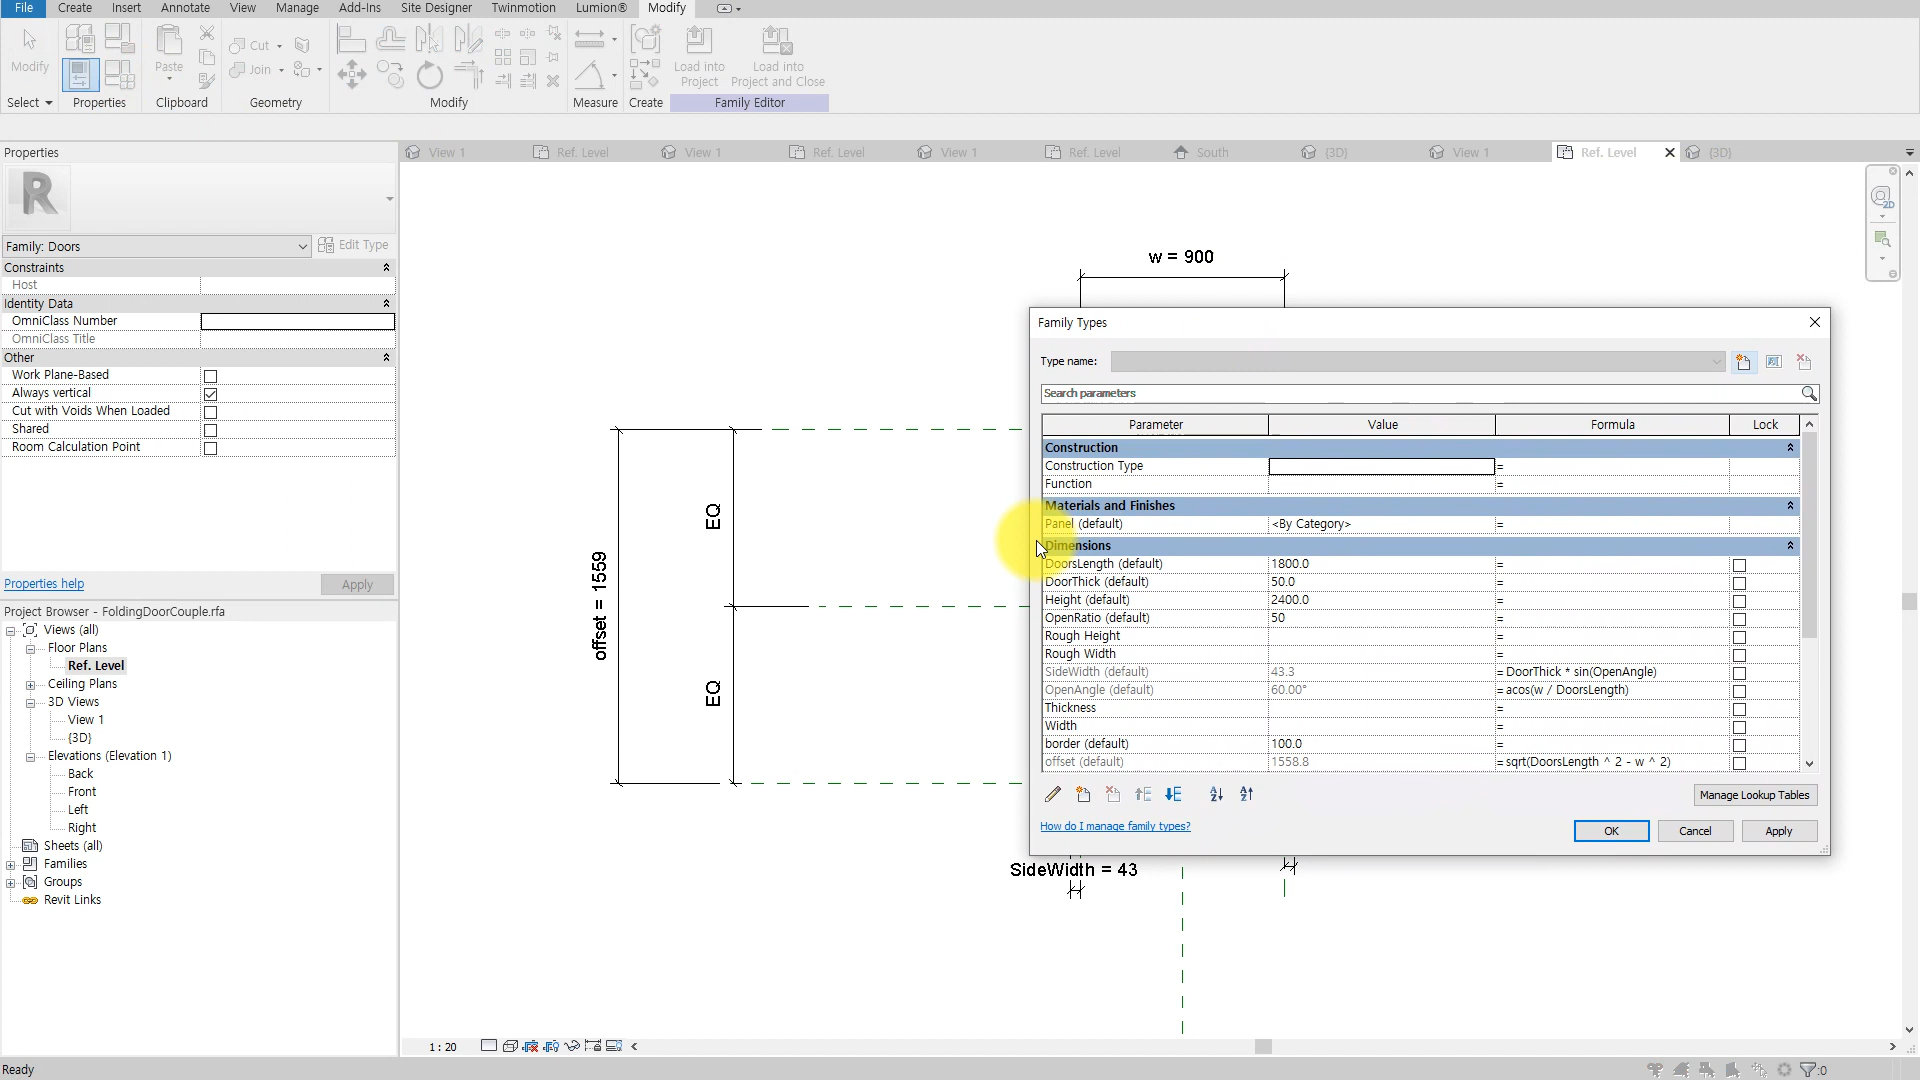 File Create Insert Annotate View Manage Add-Ins Site Designer Twinmotion Lumion® Modify
Modify Paste Cut Join Load into Project Load into Project and Close
Select Properties Clipboard Geometry Modify Measure Create Family Editor
Properties
View 1 Ref. Level View 1 Ref. Level View 1 Ref. Level South {3D} View 1 Ref. Level {3D}
R
Family: Doors Edit Type
Constraints
Host
Identity Data
OmniClass Number
OmniClass Title
Other
Work Plane-Based
Always vertical
Cut with Voids When Loaded
Shared
Room Calculation Point
Properties help Apply
Project Browser - FoldingDoorCouple.rfa
Views (all)
Floor Plans
Ref. Level
Ceiling Plans
3D Views
View 1
{3D}
Elevations (Elevation 1)
Back
Front
Left
Right
Sheets (all)
Families
Groups
Revit Links
w = 900
2D
EQ
offset = 1559
EQ
SideWidth = 43
Family Types
Type name:
Search parameters
Parameter Value Formula Lock
Construction
Construction Type =
Function =
Materials and Finishes
Panel (default) <By Category> =
Dimensions
DoorsLength (default) 1800.0 =
DoorThick (default) 50.0 =
Height (default) 2400.0 =
OpenRatio (default) 50 =
Rough Height =
Rough Width =
SideWidth (default) 43.3 = DoorThick * sin(OpenAngle)
OpenAngle (default) 60.00° = acos(w / DoorsLength)
Thickness =
Width =
border (default) 100.0 =
offset (default) 1558.8 = sqrt(DoorsLength ^ 2 - w ^ 2)
Manage Lookup Tables
How do I manage family types?
OK Cancel Apply
1 : 20
Ready
:0